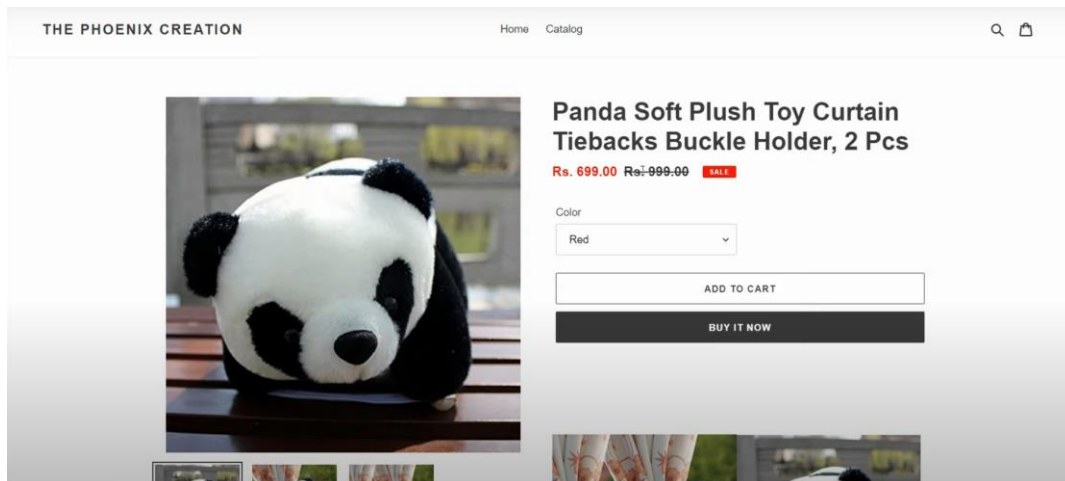 THE PHOENIX CREATION
Home Catalog
Panda Soft Plush Toy Curtain
Tiebacks Buckle Holder, 2 Pcs
Rs. 699.00 Rs. 999.00 SALE
Color
Red
ADD TO CART
BUY IT NOW